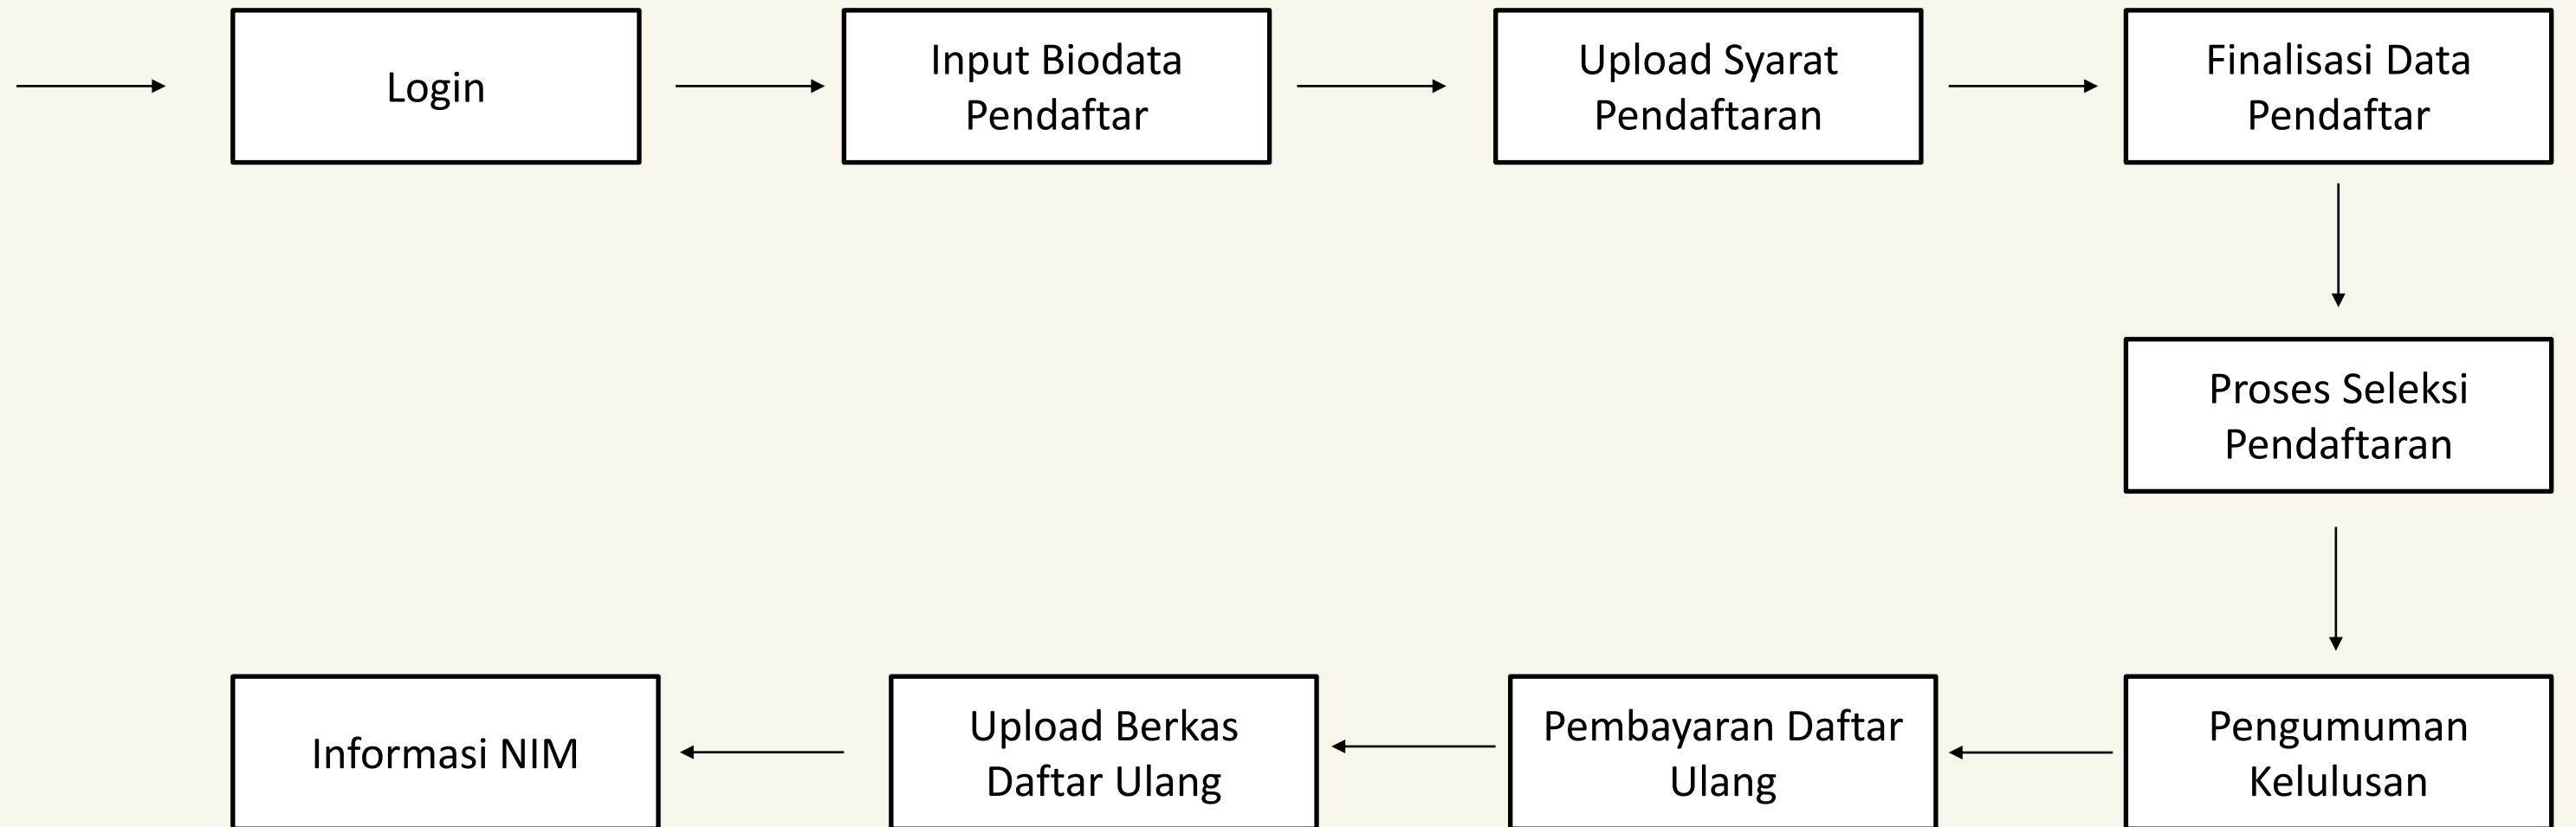 Login
Input Biodata
Pendaftar
Upload Syarat
Pendaftaran
Finalisasi Data
Pendaftar
Proses Seleksi
Pendaftaran
Pengumuman
Kelulusan
Pembayaran Daftar
Ulang
Upload Berkas
Daftar Ulang
Informasi NIM